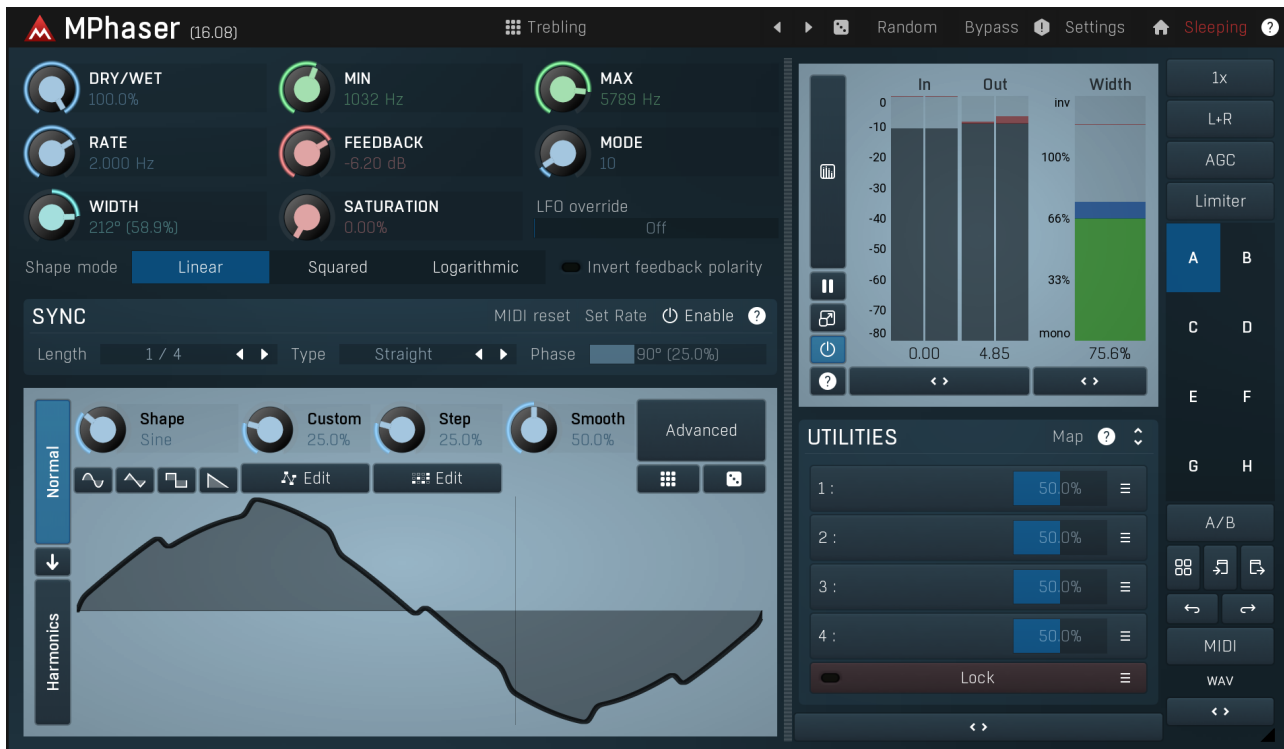 MPhaser (16.08)
Trebling
Random
Bypass
Settings
Sleeping
?
DRY/WET
100.0%
MIN
1032 Hz
MAX
5789 Hz
RATE
2.000 Hz
FEEDBACK
-6.20 dB
MODE
10
WIDTH
212° (58.9%)
SATURATION
0.00%
LFO override
Off
Shape mode
Linear
Squared
Logarithmic
Invert feedback polarity
SYNC
MIDI reset
Set Rate
Enable
?
Length
1 / 4
Type
Straight
Phase
90° (25.0%)
Normal
Harmonics
Shape
Sine
Custom
25.0%
Step
25.0%
Smooth
50.0%
Advanced
Edit
Edit
In
Out
Width
0
-10
-20
-30
-40
-50
-60
-70
-80
inv
100%
66%
33%
mono
0.00
4.85
75.6%
?
UTILITIES
Map
?
1 :
50.0%
2 :
50.0%
3 :
50.0%
4 :
50.0%
Lock
1x
L+R
AGC
Limiter
A
B
C
D
E
F
G
H
A/B
MIDI
WAV